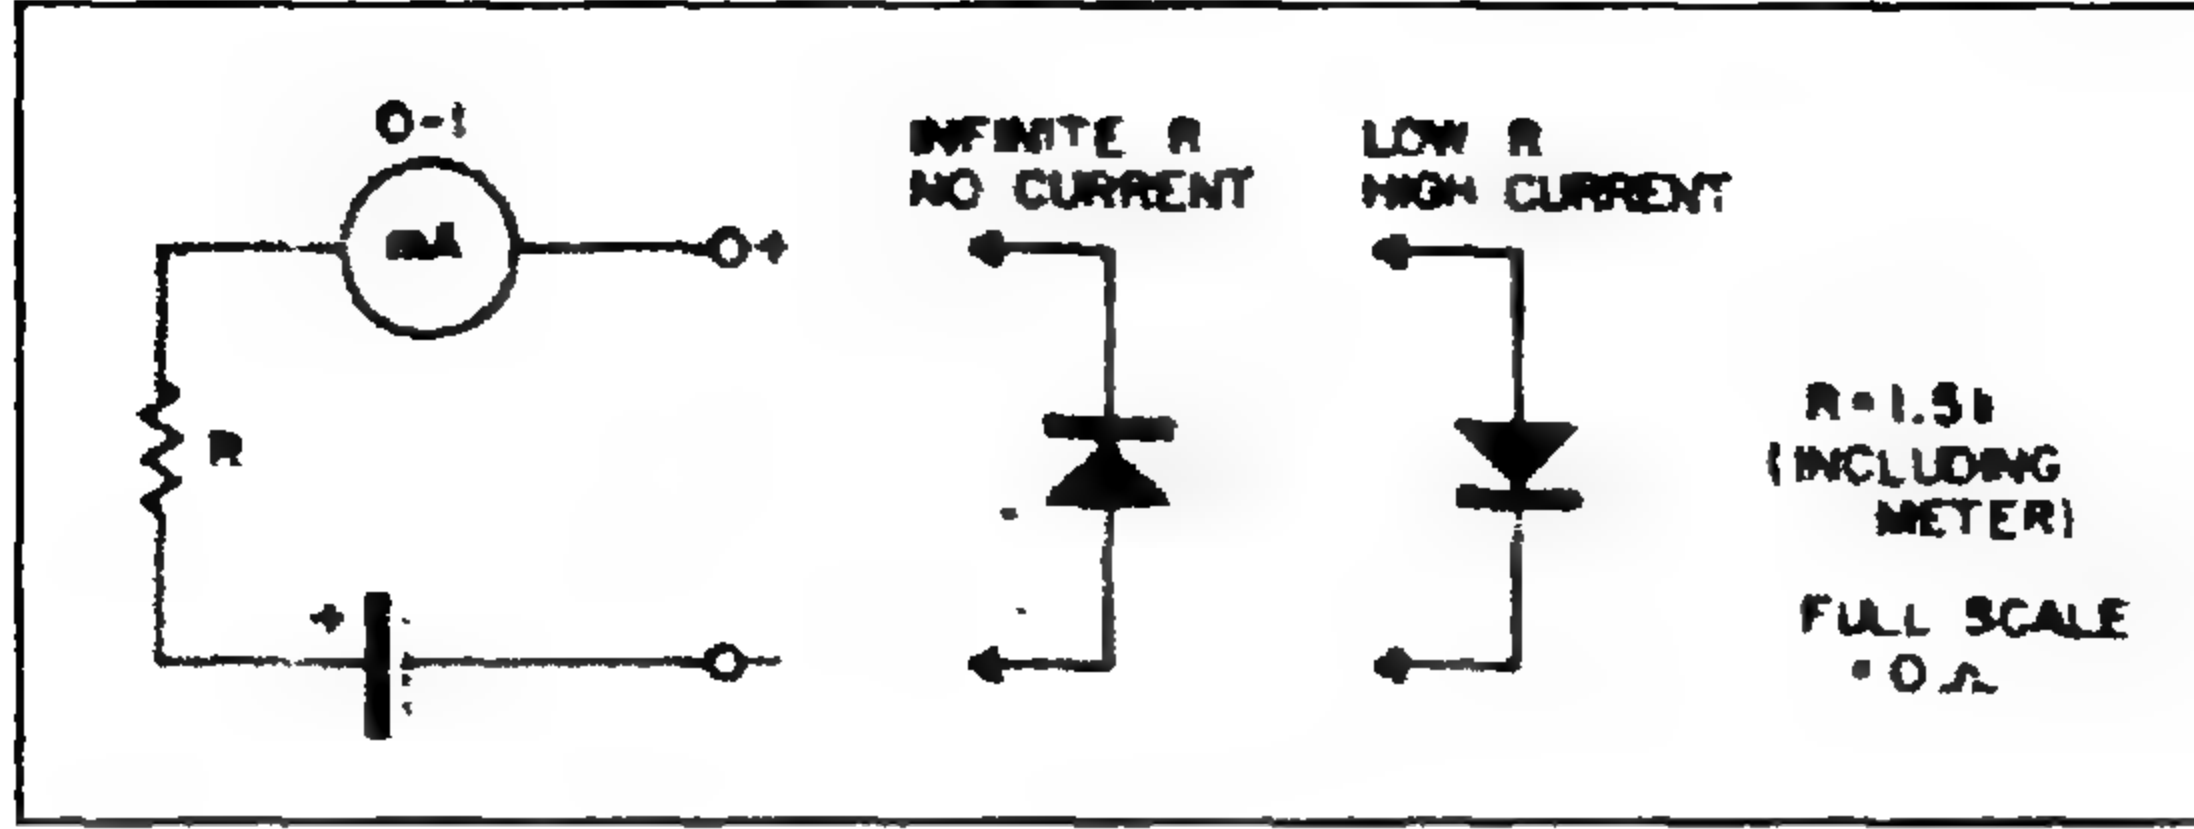 0-1
mA
+
R
+
INFINITE R
NO CURRENT
LOW R
HIGH CURRENT
(INCLUDING
METER)
FULL SCALE